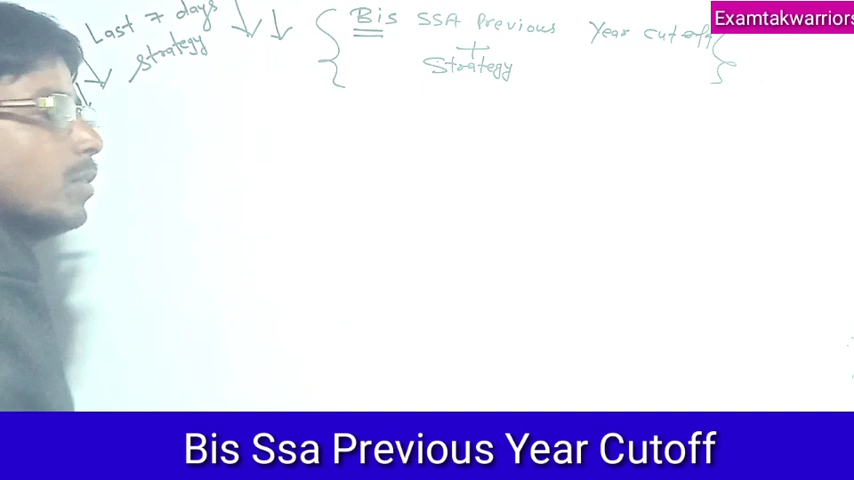 Last 7 days
strategy
Bis SSA Previous Year cutoff
+
Strategy
Examtakwarriors
Bis Ssa Previous Year Cutoff